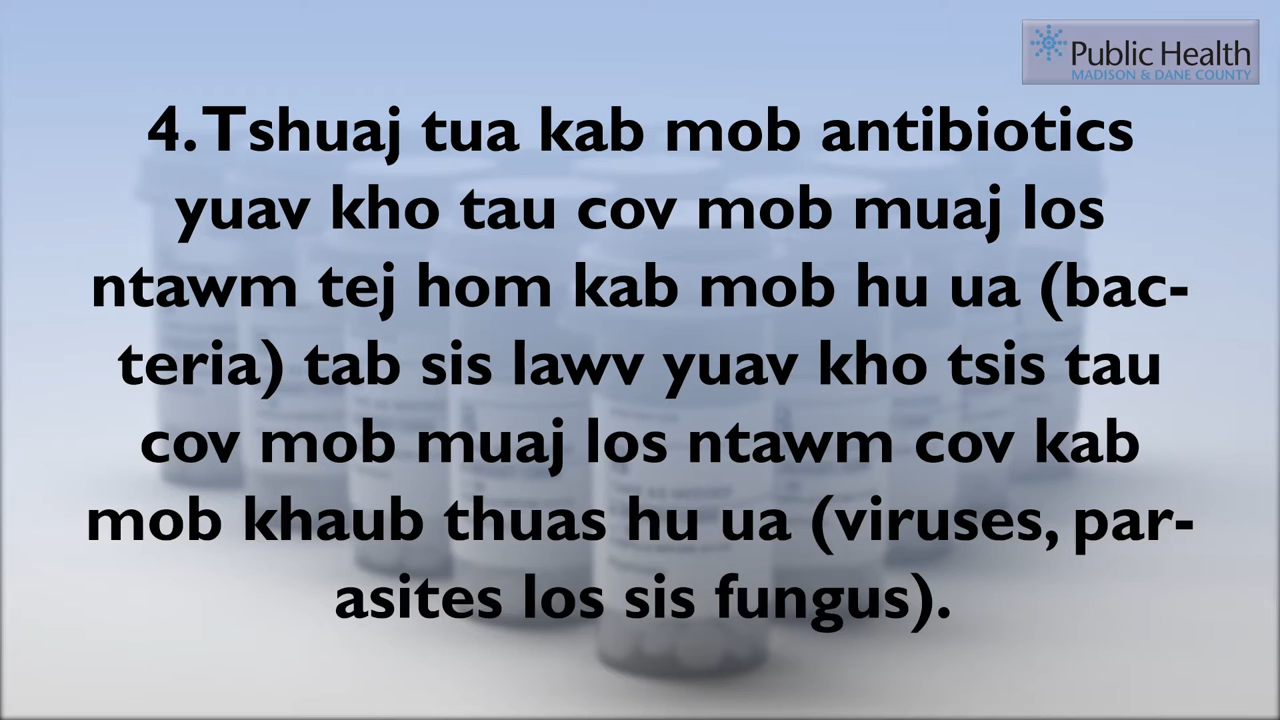 Public Health
MADISON & DANE COUNTY
4. Tshuaj tua kab mob antibiotics
yuav kho tau cov mob muaj los
ntawm tej hom kab mob hu ua (bac-
teria) tab sis lawv yuav kho tsis tau
cov mob muaj los ntawm cov kab
mob khaub thuas hu ua (viruses, par-
asites los sis fungus).